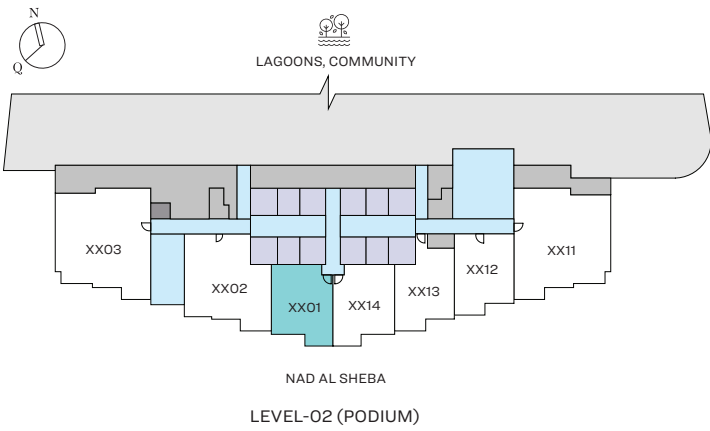 N
Q
LAGOONS, COMMUNITY
XX03
XX02
XX01
XX14
XX13
XX12
XX11
NAD AL SHEBA
LEVEL-02 (PODIUM)